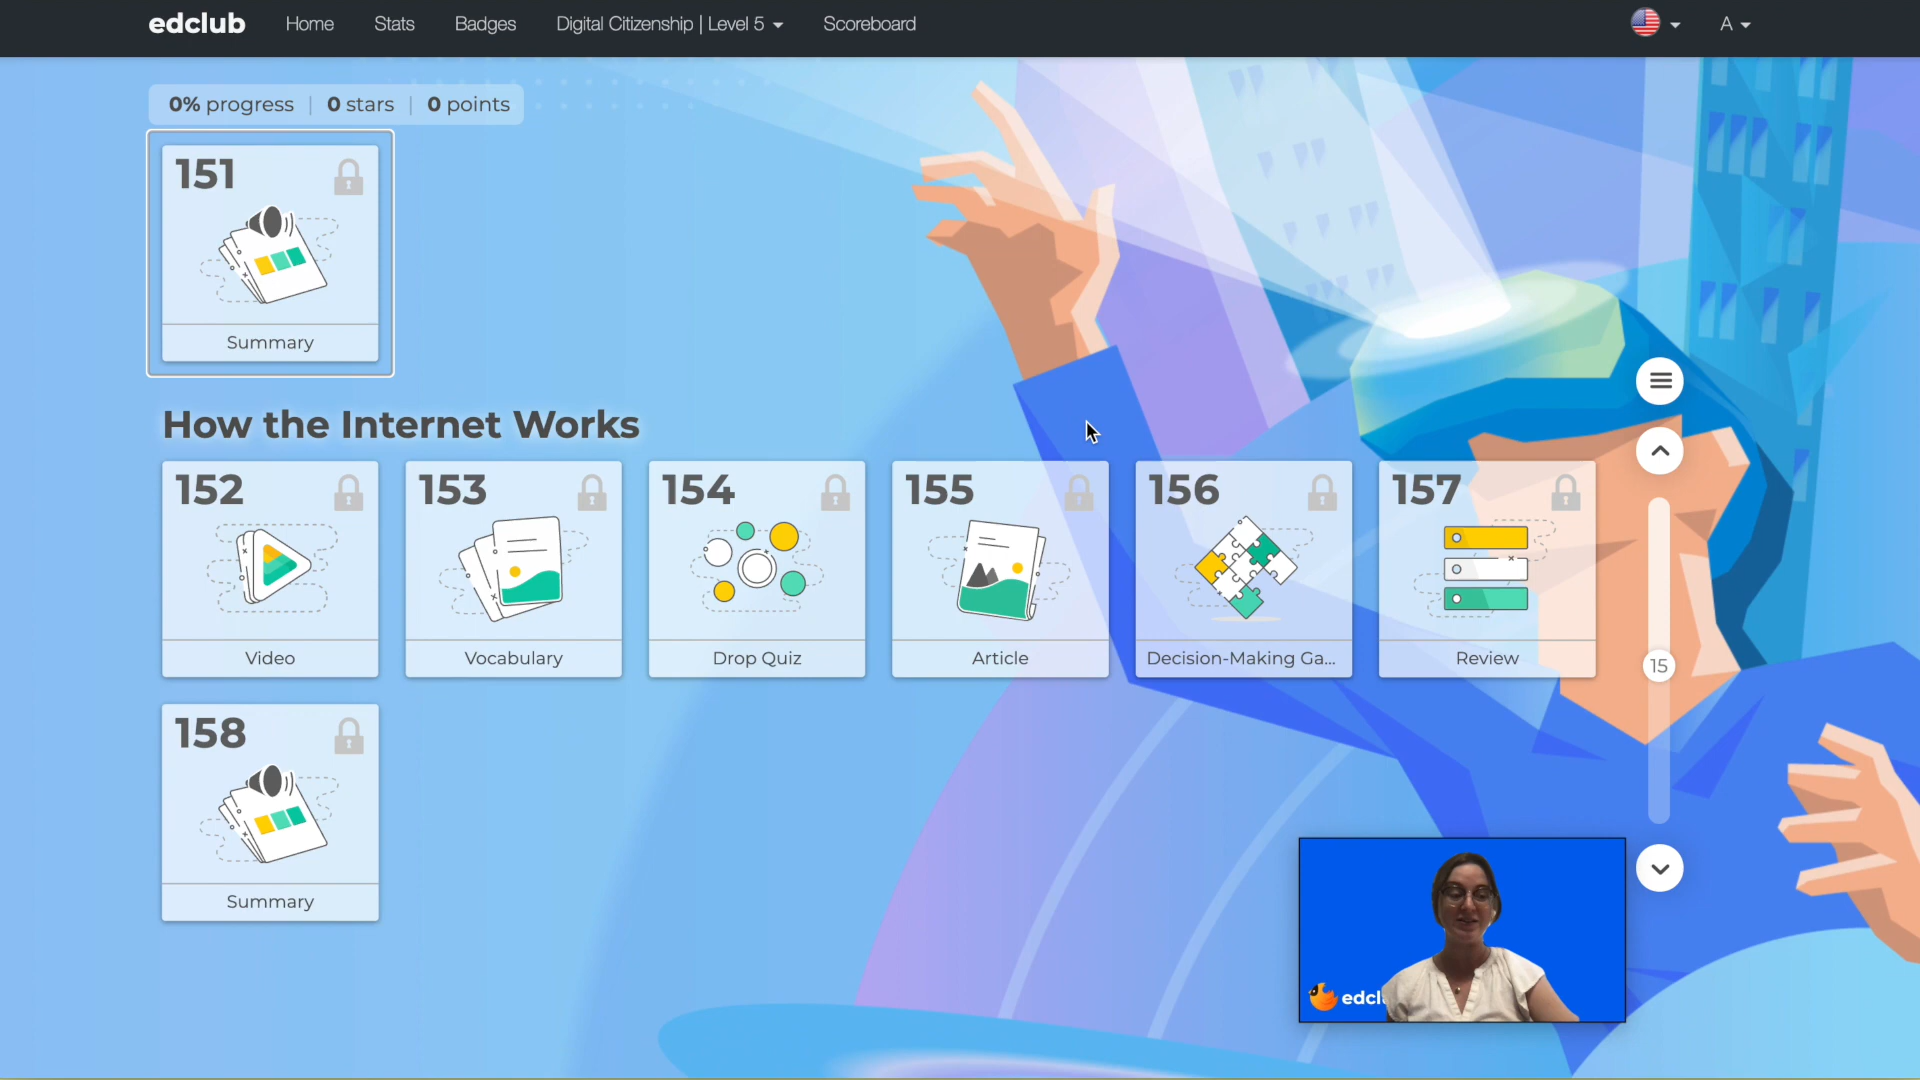 edclub Home Stats Badges Digital Citizenship | Level 5 Scoreboard A
0% progress | 0 stars | 0 points
151
Summary
How the Internet Works
152 153 154 155 156 157
Video Vocabulary Drop Quiz Article Decision-Making Ga... Review
15
158
Summary
edcl